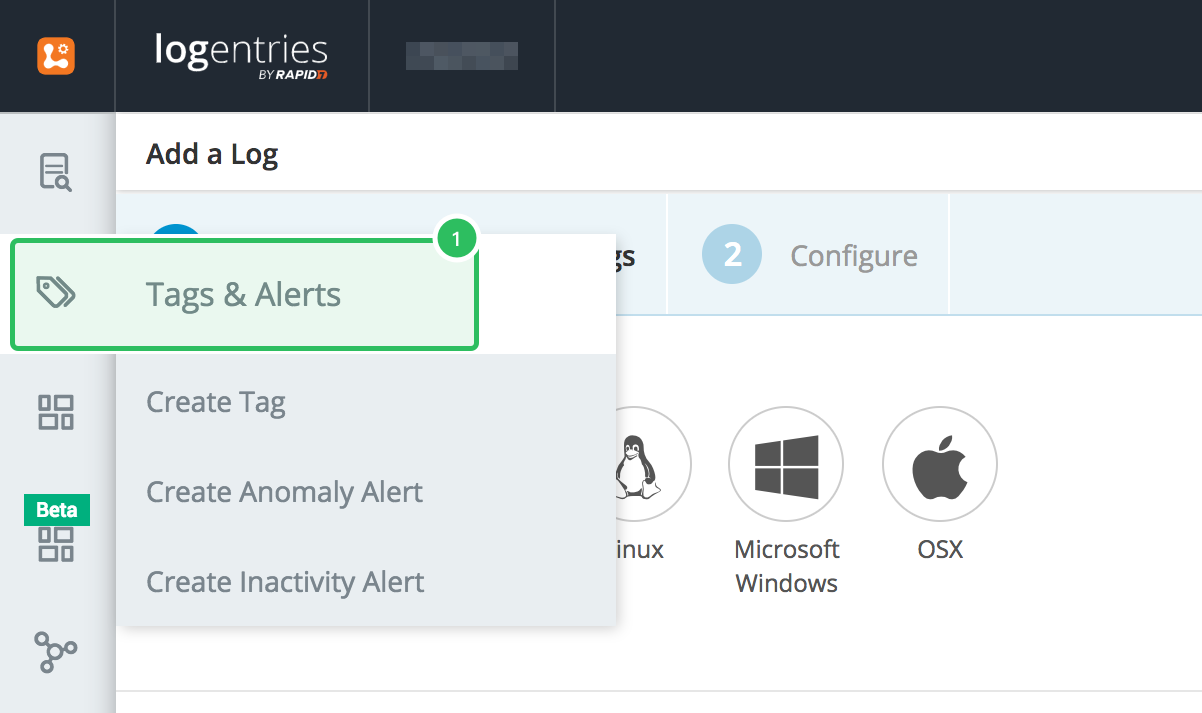 logentries
BY RAPID7
Add a Log
1
Tags & Alerts
gs
2
Configure
Create Tag
Create Anomaly Alert
Create Inactivity Alert
Beta
inux
Microsoft
Windows
OSX